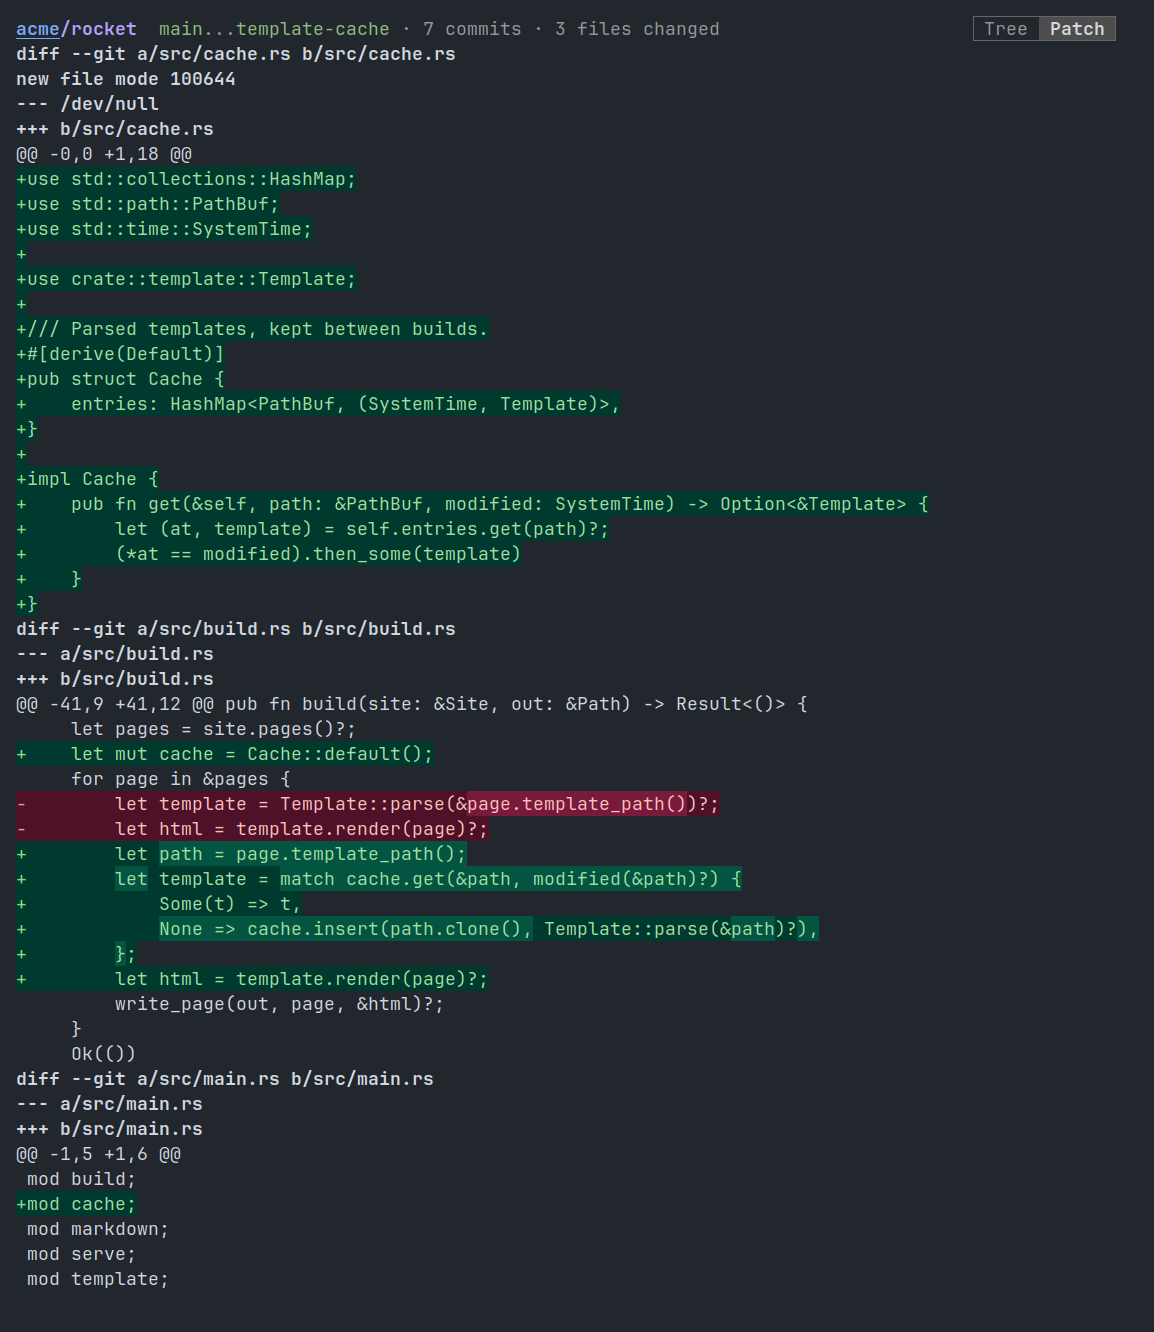 acme/rocket  main...template-cache · 7 commits · 3 files changed  Tree Patch
diff --git a/src/cache.rs b/src/cache.rs
new file mode 100644
--- /dev/null
+++ b/src/cache.rs
@@ -0,0 +1,18 @@
+use std::collections::HashMap;
+use std::path::PathBuf;
+use std::time::SystemTime;
+
+use crate::template::Template;
+
+/// Parsed templates, kept between builds.
+#[derive(Default)]
+pub struct Cache {
+    entries: HashMap<PathBuf, (SystemTime, Template)>,
+}
+
+impl Cache {
+    pub fn get(&self, path: &PathBuf, modified: SystemTime) -> Option<&Template> {
+        let (at, template) = self.entries.get(path)?;
+        (*at == modified).then_some(template)
+    }
+}
diff --git a/src/build.rs b/src/build.rs
--- a/src/build.rs
+++ b/src/build.rs
@@ -41,9 +41,12 @@ pub fn build(site: &Site, out: &Path) -> Result<()> {
     let pages = site.pages()?;
+    let mut cache = Cache::default();
     for page in &pages {
-        let template = Template::parse(&page.template_path())?;
-        let html = template.render(page)?;
+        let path = page.template_path();
+        let template = match cache.get(&path, modified(&path)?) {
+            Some(t) => t,
+            None => cache.insert(path.clone(), Template::parse(&path)?),
+        };
+        let html = template.render(page)?;
         write_page(out, page, &html)?;
     }
     Ok(())
diff --git a/src/main.rs b/src/main.rs
--- a/src/main.rs
+++ b/src/main.rs
@@ -1,5 +1,6 @@
 mod build;
+mod cache;
 mod markdown;
 mod serve;
 mod template;